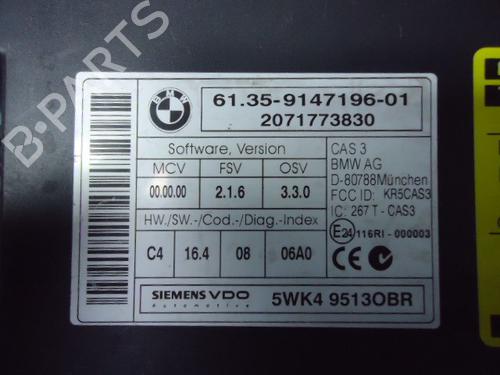 B-PARTS
BMW
61.35-9147196-01
2071773830
Software, Version
MCV FSV OSV
00.00.00 2.1.6 3.3.0
HW./SW.-/Cod.-/Diag.-Index
C4 16.4 08 06A0
CAS 3
BMW AG
D-80788München
FCC ID: KR5CAS3
IC: 267 T - CAS3
E24 116RI - 000003
CE
SIEMENS VDO
Automotive
5WK4 9513OBR